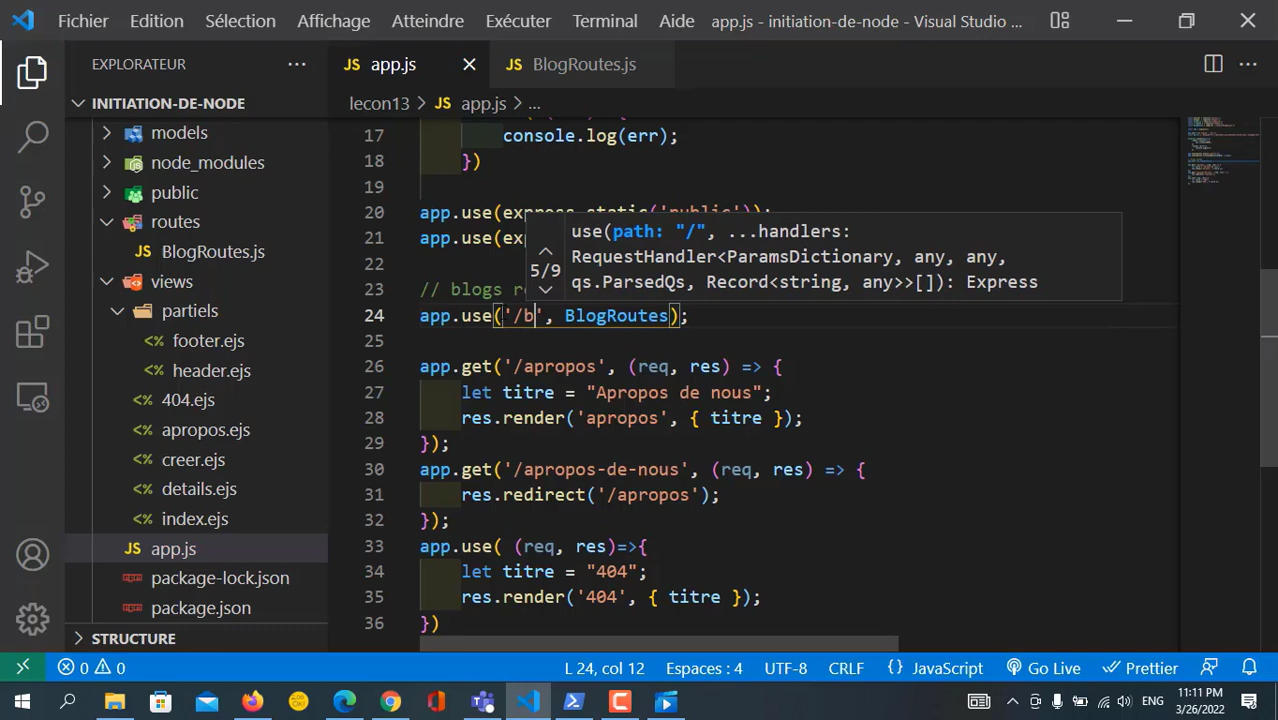 Fichier Edition Sélection Affichage Atteindre Exécuter Terminal Aide app.js - initiation-de-node - Visual Studio ...
EXPLORATEUR
JS app.js
JS BlogRoutes.js
INITIATION-DE-NODE
lecon13 > JS app.js > ...
models
node_modules
public
routes
BlogRoutes.js
views
partiels
footer.ejs
header.ejs
404.ejs
apropos.ejs
creer.ejs
details.ejs
index.ejs
JS app.js
package-lock.json
package.json
STRUCTURE
17 console.log(err);
18 })
19
20 app.use(express.static('public'));
21 app.use(ex
22
23 // blogs r
use(path: "/", ...handlers:
RequestHandler<ParamsDictionary, any, any,
5/9
qs.ParsedQs, Record<string, any>>[]): Express
24 app.use('/b', BlogRoutes);
25
26 app.get('/apropos', (req, res) => {
27 let titre = "Apropos de nous";
28 res.render('apropos', { titre });
29 });
30 app.get('/apropos-de-nous', (req, res) => {
31 res.redirect('/apropos');
32 });
33 app.use( (req, res)=>{
34 let titre = "404";
35 res.render('404', { titre });
36 })
0 0 L 24, col 12 Espaces : 4 UTF-8 CRLF {} JavaScript Go Live Prettier
ENG
11:11 PM
3/26/2022